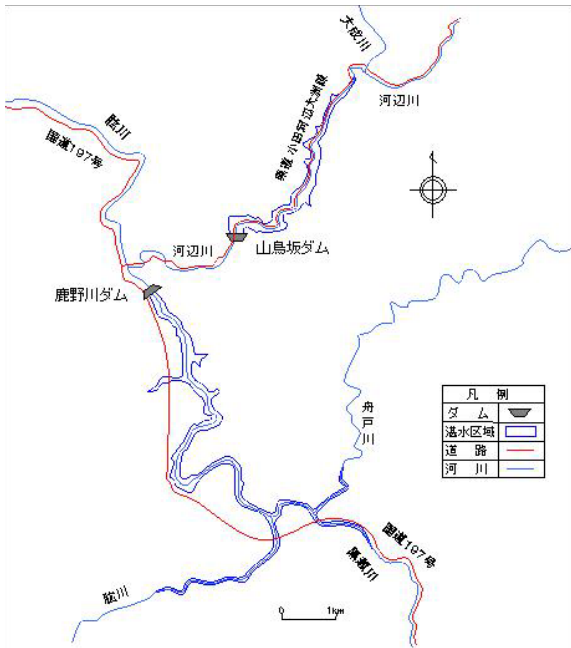 大成川
河辺川
県道 小田河辺大洲線
肱川
国道197号
河辺川
山鳥坂ダム
鹿野川ダム
舟戸川
凡 例
ダ ム
湛水区域
道 路
河 川
国道197号
黒瀬川
肱川
0 1km